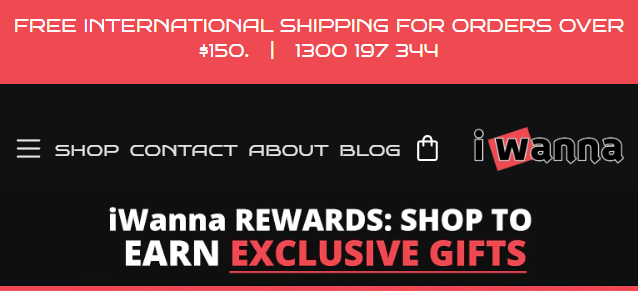 FREE INTERNATIONAL SHIPPING FOR ORDERS OVER
$150. | 1300 197 344
SHOP CONTACT ABOUT BLOG
i wanna
iWanna REWARDS: SHOP TO
EARN EXCLUSIVE GIFTS